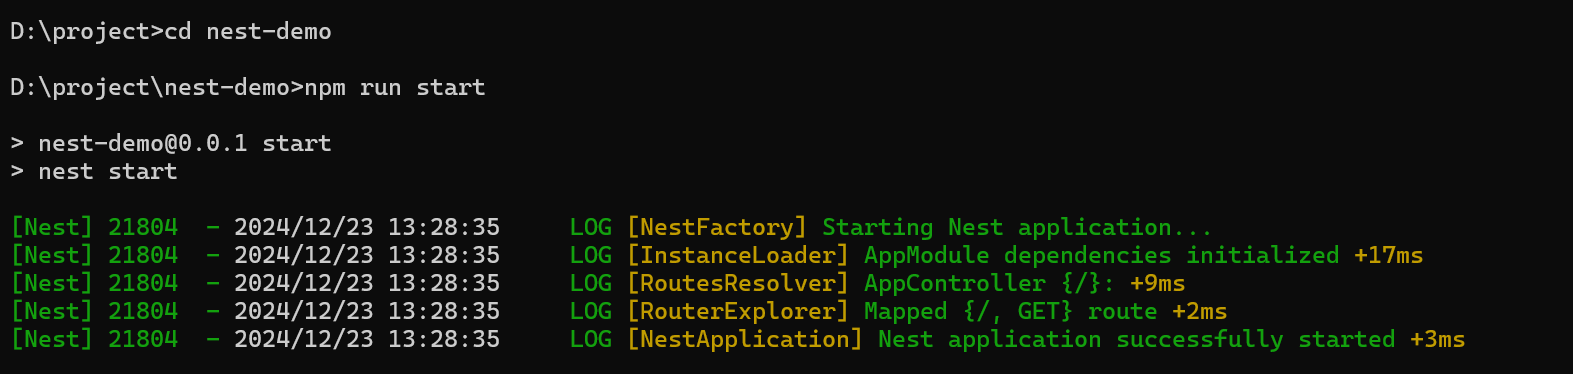 D:\project>cd nest-demo
D:\project\nest-demo>npm run start
> nest-demo@0.0.1 start
> nest start
[Nest] 21804  - 2024/12/23 13:28:35     LOG [NestFactory] Starting Nest application...
[Nest] 21804  - 2024/12/23 13:28:35     LOG [InstanceLoader] AppModule dependencies initialized +17ms
[Nest] 21804  - 2024/12/23 13:28:35     LOG [RoutesResolver] AppController {/}: +9ms
[Nest] 21804  - 2024/12/23 13:28:35     LOG [RouterExplorer] Mapped {/, GET} route +2ms
[Nest] 21804  - 2024/12/23 13:28:35     LOG [NestApplication] Nest application successfully started +3ms